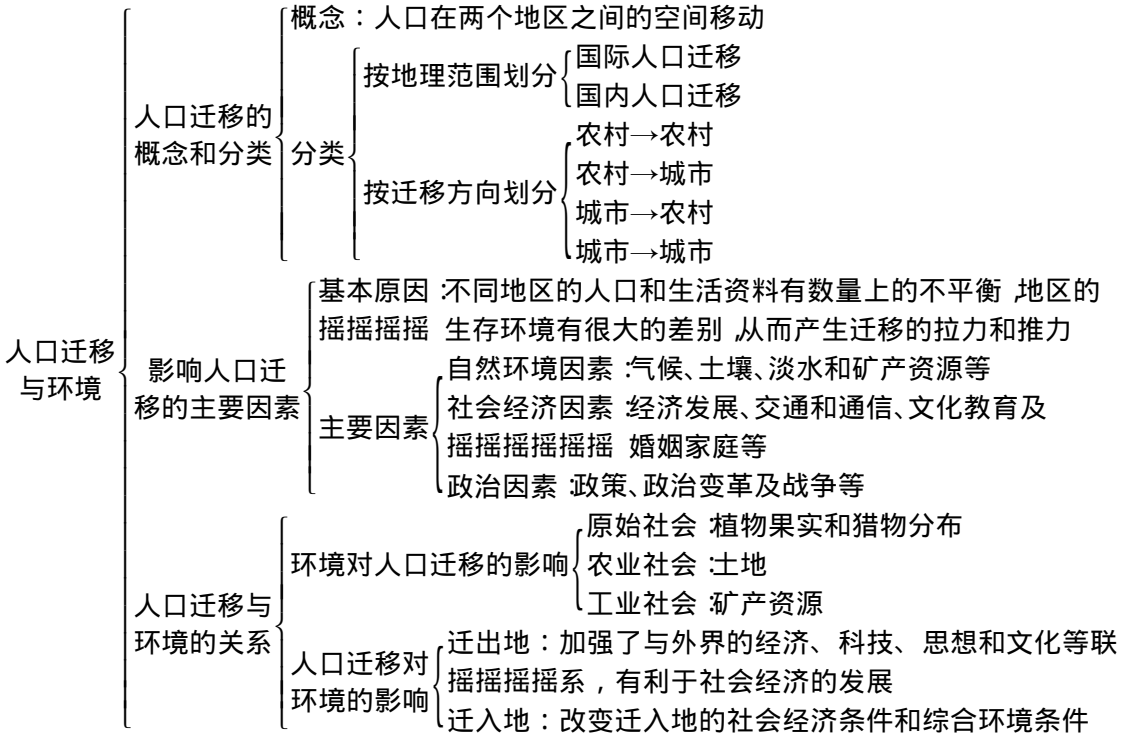 人口迁移
与环境
人口迁移的
概念和分类
概念：人口在两个地区之间的空间移动
分类
按地理范围划分
国际人口迁移
国内人口迁移
按迁移方向划分
农村→农村
农村→城市
城市→农村
城市→城市
影响人口迁
移的主要因素
基本原因:不同地区的人口和生活资料有数量上的不平衡,地区的
摇摇摇摇 生存环境有很大的差别,从而产生迁移的拉力和推力
主要因素
自然环境因素:气候、土壤、淡水和矿产资源等
社会经济因素:经济发展、交通和通信、文化教育及
摇摇摇摇摇摇 婚姻家庭等
政治因素:政策、政治变革及战争等
人口迁移与
环境的关系
环境对人口迁移的影响
原始社会:植物果实和猎物分布
农业社会:土地
工业社会:矿产资源
人口迁移对
环境的影响
迁出地：加强了与外界的经济、科技、思想和文化等联
摇摇摇摇系，有利于社会经济的发展
迁入地：改变迁入地的社会经济条件和综合环境条件